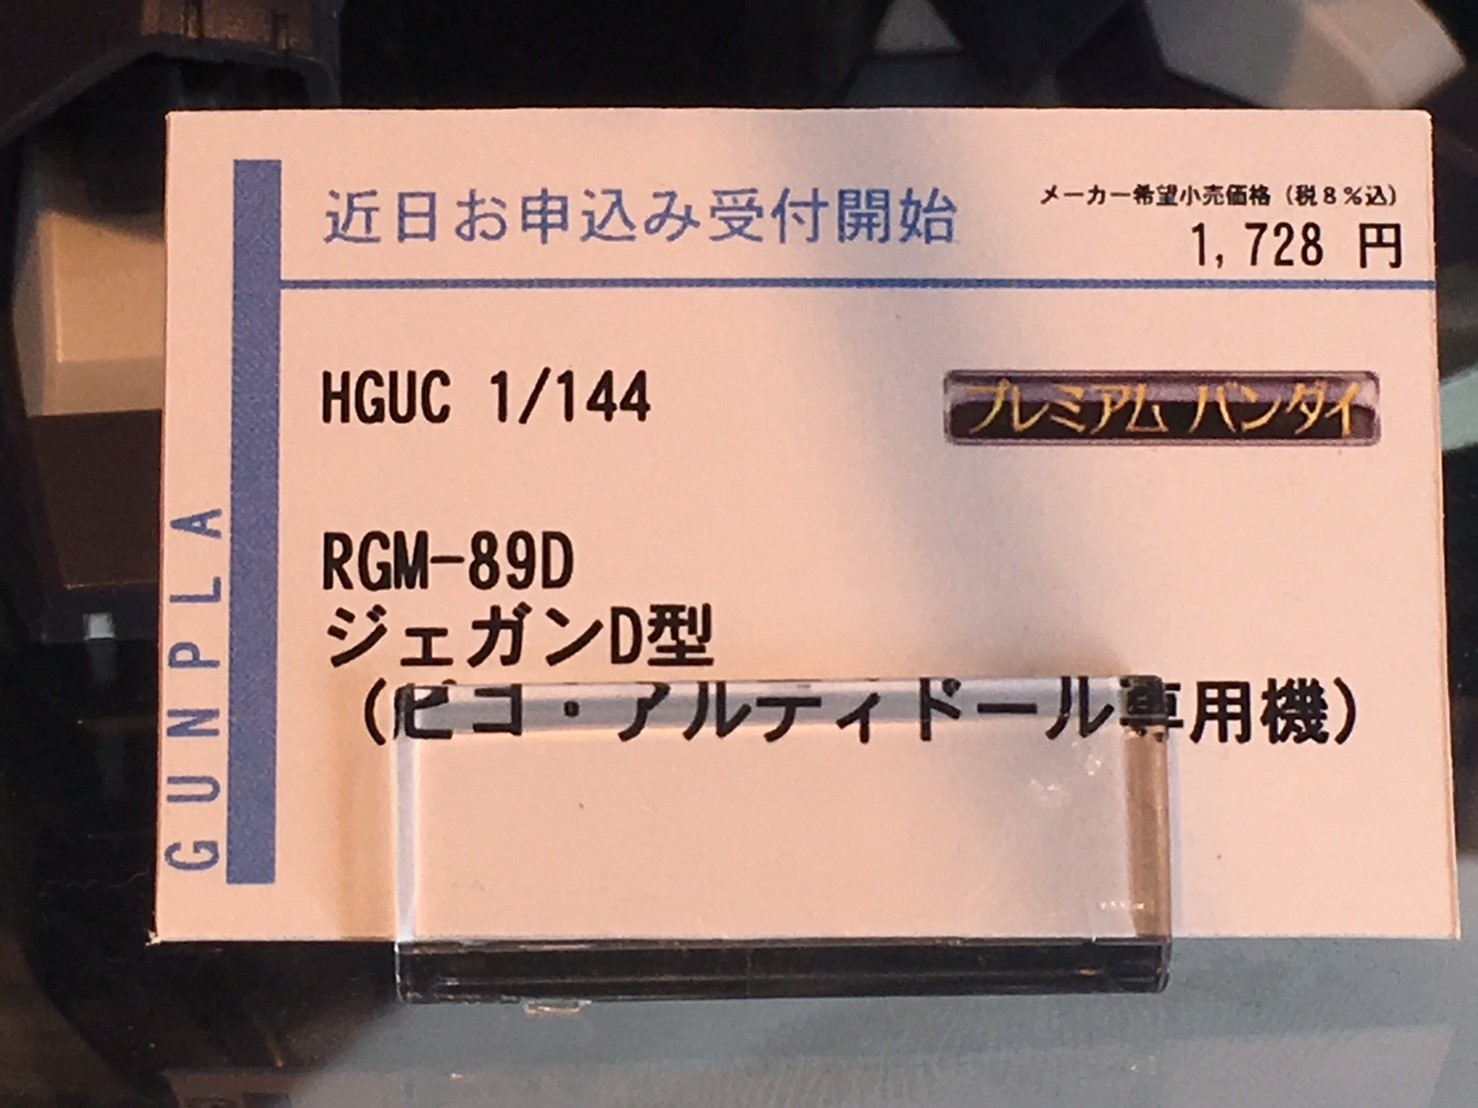 近日お申込み受付開始
メーカー希望小売価格（税８％込）
1,728 円
HGUC 1/144
プレミアム バンダイ
RGM-89D
ジェガンD型
（ピコ・アルティドール専用機）
GUNPLA